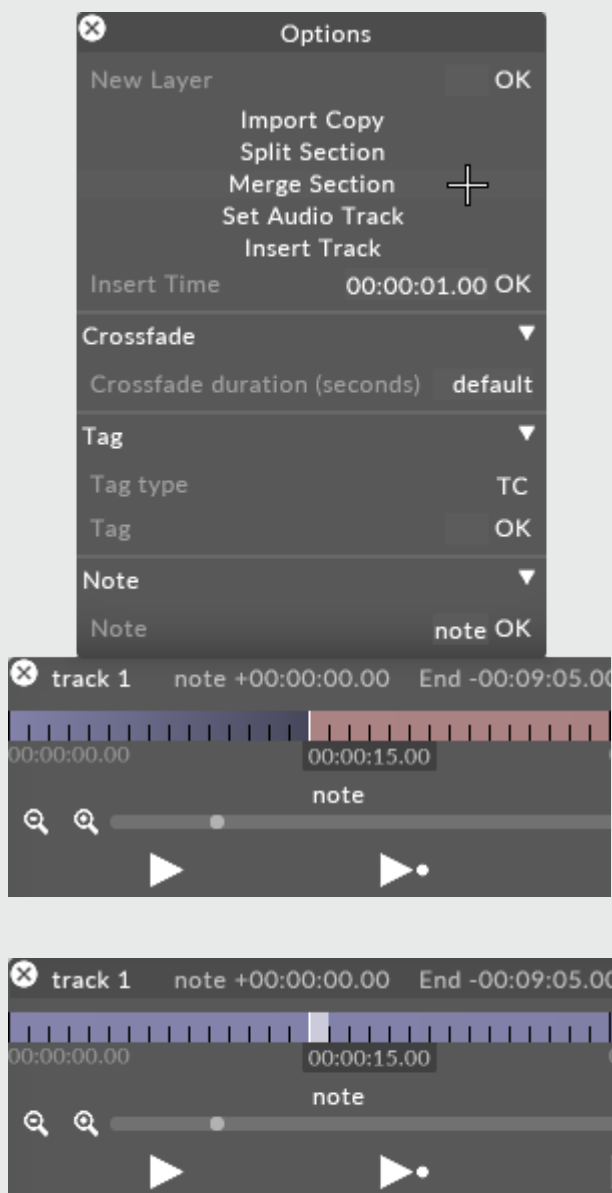 Options
New Layer OK
Import Copy
Split Section
Merge Section
Set Audio Track
Insert Track
Insert Time 00:00:01.00 OK
Crossfade
Crossfade duration (seconds) default
Tag
Tag type TC
Tag OK
Note
Note note OK
track 1 note +00:00:00.00 End -00:09:05.00
00:00:00.00 00:00:15.00
note
track 1 note +00:00:00.00 End -00:09:05.00
00:00:00.00 00:00:15.00
note